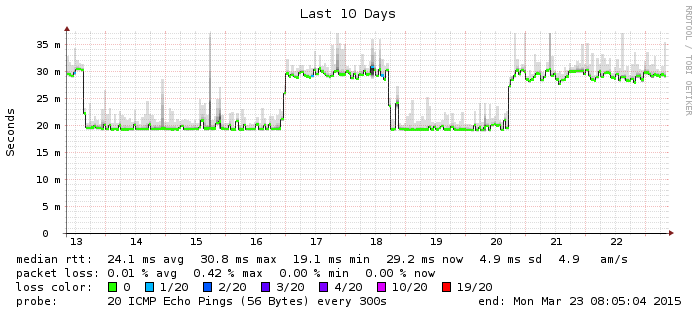 Last 10 Days
RRDTOOL / TOBI OETIKER
Seconds
35 m
30 m
25 m
20 m
15 m
10 m
5 m
0
13 14 15 16 17 18 19 20 21 22
median rtt: 24.1 ms avg 30.8 ms max 19.1 ms min 29.2 ms now 4.9 ms sd 4.9 am/s
packet loss: 0.01 % avg 0.42 % max 0.00 % min 0.00 % now
loss color: 0 1/20 2/20 3/20 4/20 10/20 19/20
probe: 20 ICMP Echo Pings (56 Bytes) every 300s end: Mon Mar 23 08:05:04 2015